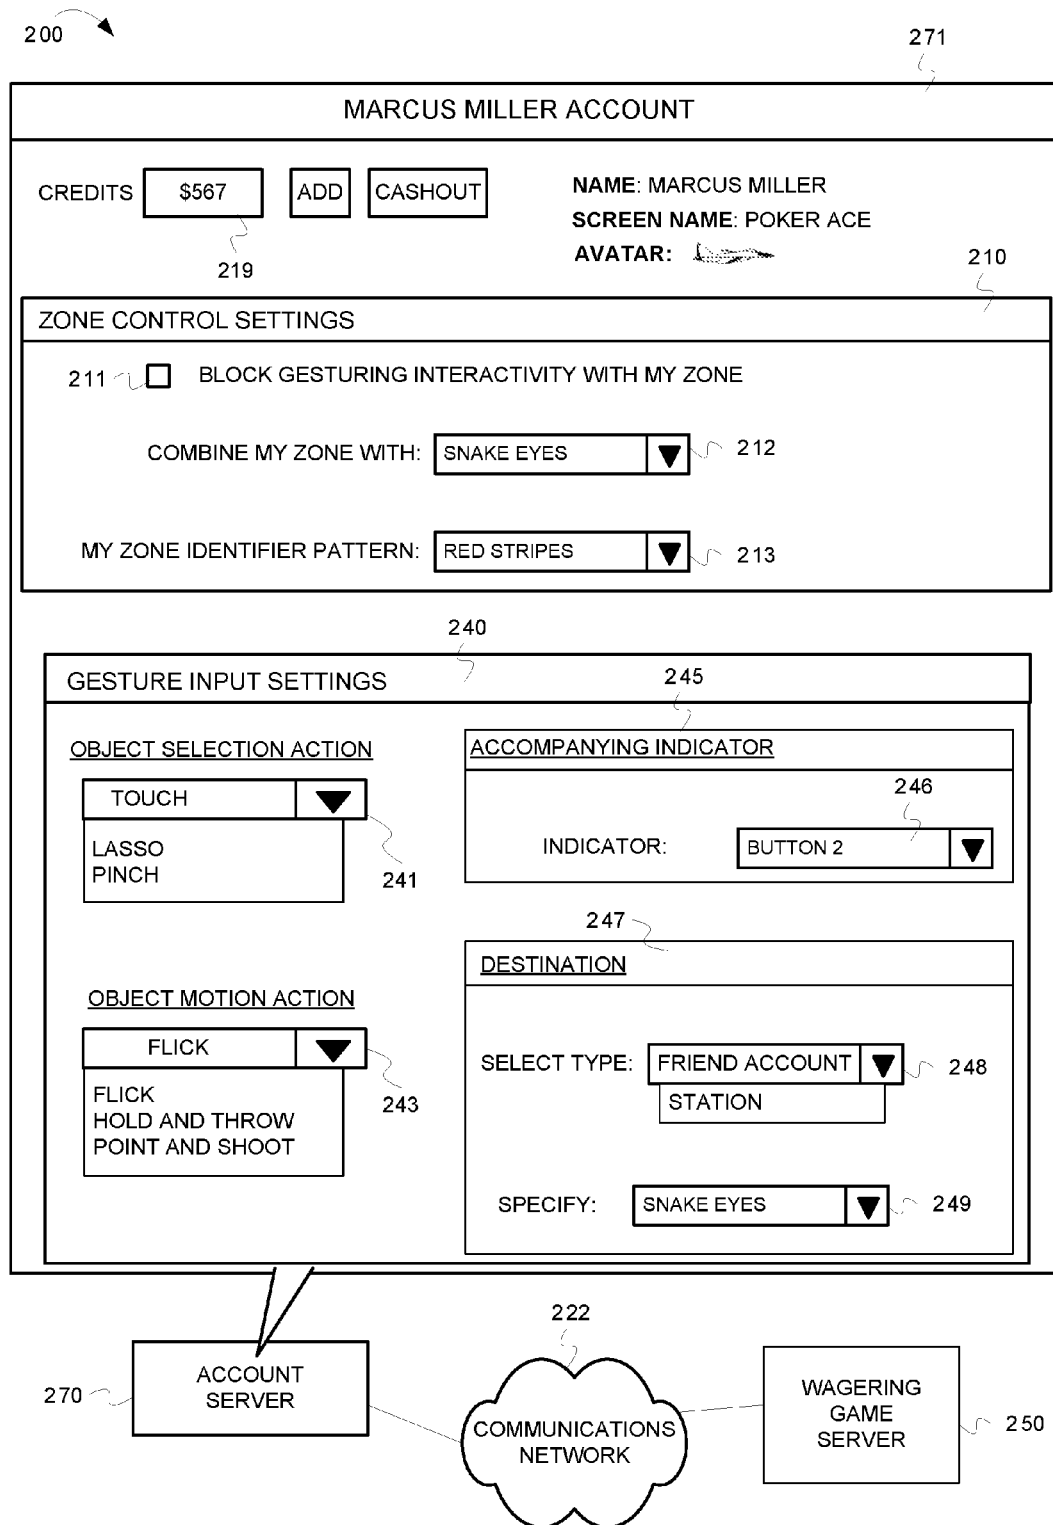 200
271
MARCUS MILLER ACCOUNT
CREDITS $567 ADD CASHOUT
219
NAME: MARCUS MILLER
SCREEN NAME: POKER ACE
AVATAR:
210
ZONE CONTROL SETTINGS
211 BLOCK GESTURING INTERACTIVITY WITH MY ZONE
COMBINE MY ZONE WITH: SNAKE EYES 212
MY ZONE IDENTIFIER PATTERN: RED STRIPES 213
240
GESTURE INPUT SETTINGS
OBJECT SELECTION ACTION
TOUCH
LASSO
PINCH
241
245
ACCOMPANYING INDICATOR
246
INDICATOR: BUTTON 2
OBJECT MOTION ACTION
FLICK
FLICK
HOLD AND THROW
POINT AND SHOOT
243
247
DESTINATION
SELECT TYPE: FRIEND ACCOUNT 248
STATION
SPECIFY: SNAKE EYES 249
270
ACCOUNT
SERVER
222
COMMUNICATIONS
NETWORK
WAGERING
GAME
SERVER
250